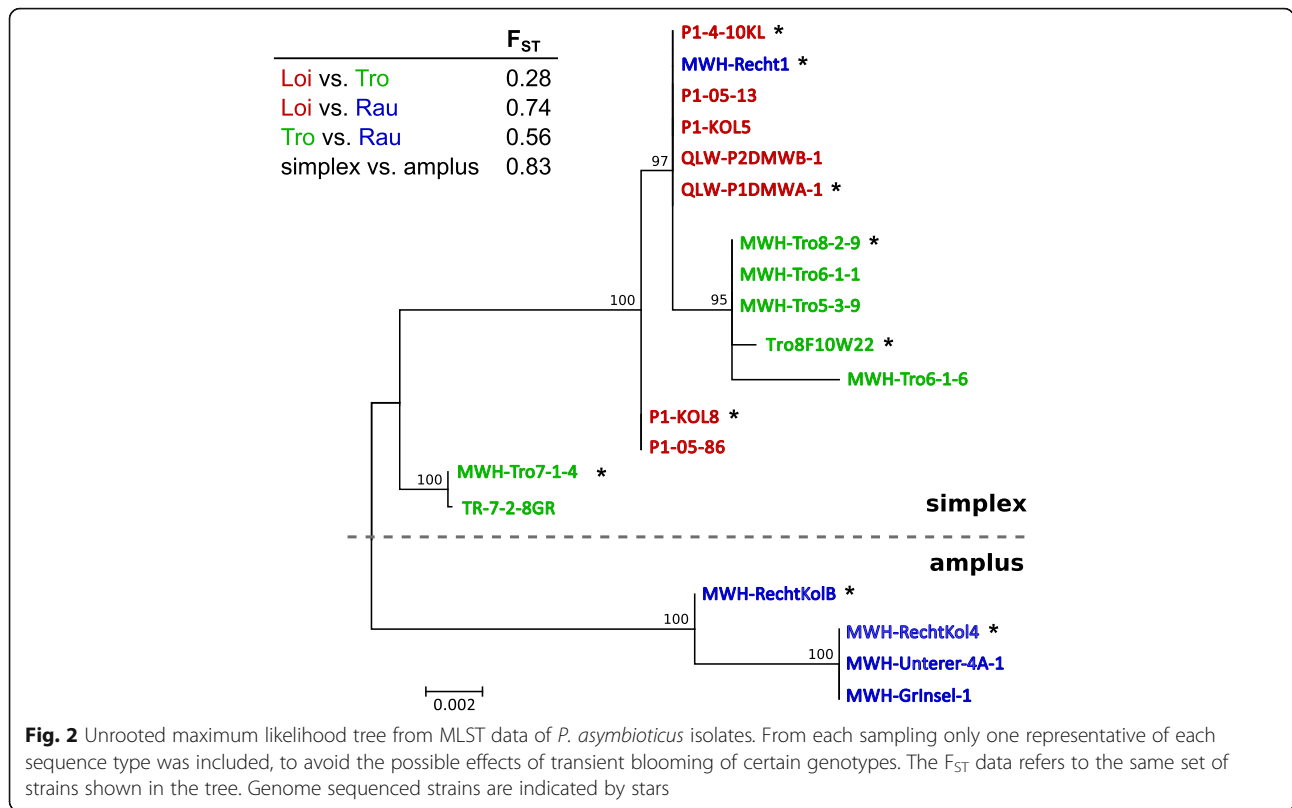 F_ST
Loi vs. Tro 0.28
Loi vs. Rau 0.74
Tro vs. Rau 0.56
simplex vs. amplus 0.83
P1-4-10KL *
MWH-Recht1 *
P1-05-13
P1-KOL5
97
QLW-P2DMWB-1
QLW-P1DMWA-1 *
MWH-Tro8-2-9 *
MWH-Tro6-1-1
100
95
MWH-Tro5-3-9
Tro8F10W22 *
MWH-Tro6-1-6
P1-KOL8 *
P1-05-86
MWH-Tro7-1-4 *
100
TR-7-2-8GR
simplex
amplus
MWH-RechtKolB *
100
MWH-RechtKol4 *
100
MWH-Unterer-4A-1
MWH-GrInsel-1
0.002
Fig. 2 Unrooted maximum likelihood tree from MLST data of P. asymbioticus isolates. From each sampling only one representative of each
sequence type was included, to avoid the possible effects of transient blooming of certain genotypes. The F_ST data refers to the same set of
strains shown in the tree. Genome sequenced strains are indicated by stars